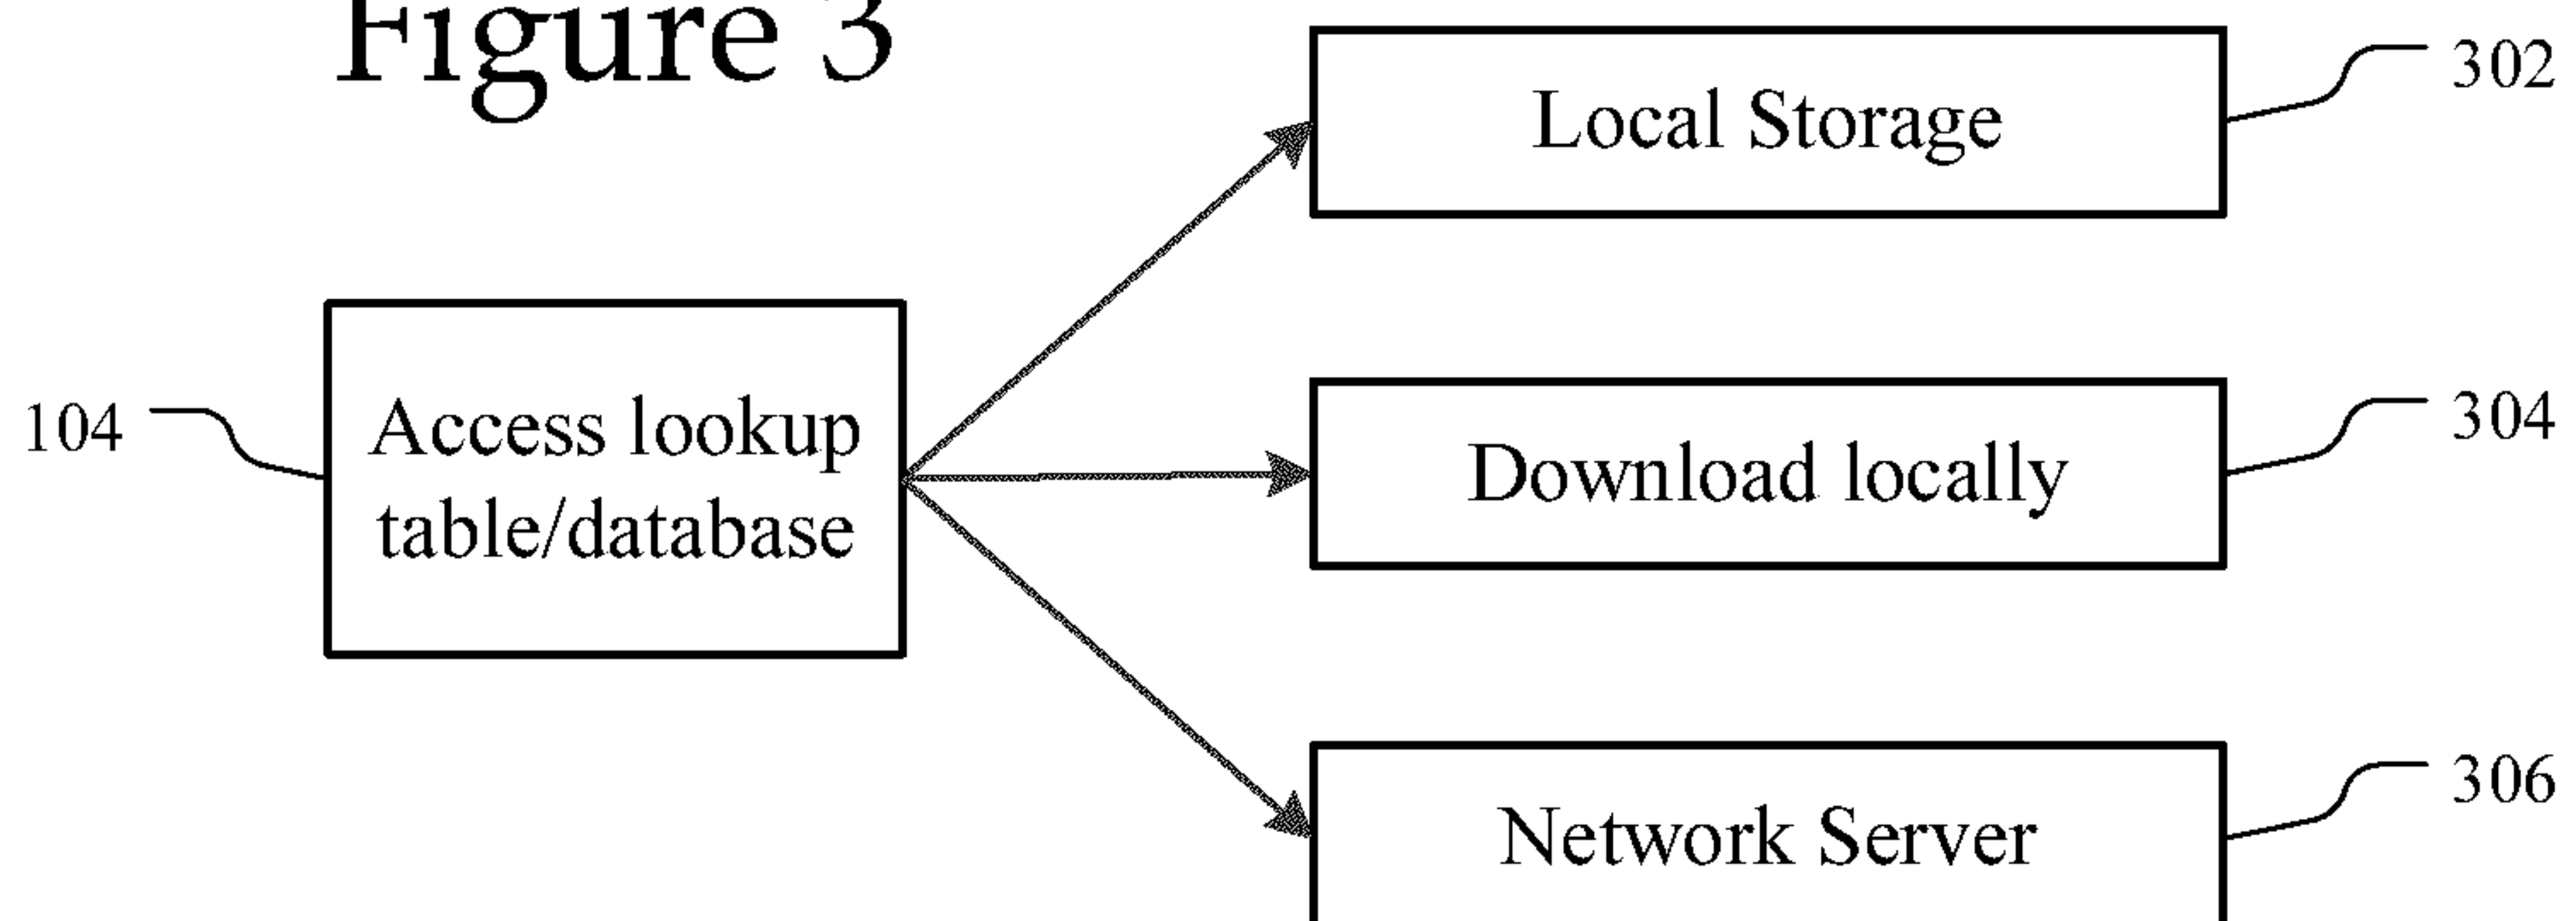 Figure 3
Local Storage
302
104
Access lookup
table/database
Download locally
304
Network Server
306